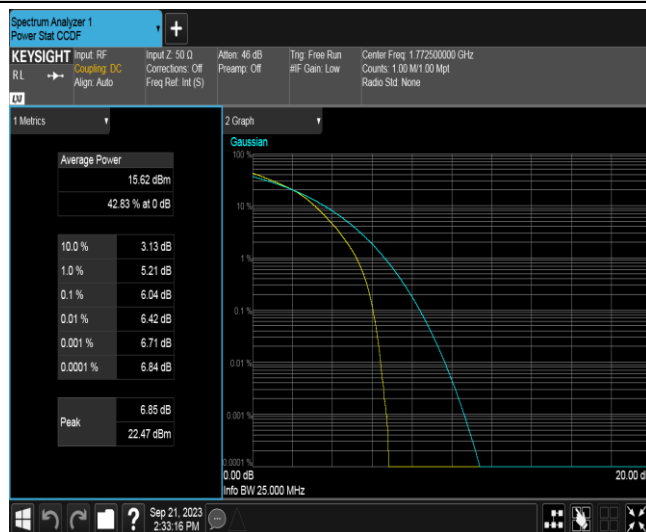 Spectrum Analyzer 1
Power Stat CCDF
KEYSIGHT
RL
LXI
Input: RF
Coupling: DC
Align: Auto
Input Z: 50 Ω
Corrections: Off
Freq Ref: Int (S)
Atten: 46 dB
Preamp: Off
Trig: Free Run
#IF Gain: Low
Center Freq: 1.772500000 GHz
Counts: 1.00 M/1.00 Mpt
Radio Std: None
1 Metrics
Average Power
15.62 dBm
42.83 % at 0 dB
10.0 % 3.13 dB
1.0 % 5.21 dB
0.1 % 6.04 dB
0.01 % 6.42 dB
0.001 % 6.71 dB
0.0001 % 6.84 dB
Peak
6.85 dB
22.47 dBm
2 Graph
Gaussian
100 %
10 %
1 %
0.1 %
0.01 %
0.001 %
0.0001 %
0.00 dB
20.00 d
Info BW 25.000 MHz
?
Sep 21, 2023
2:33:16 PM